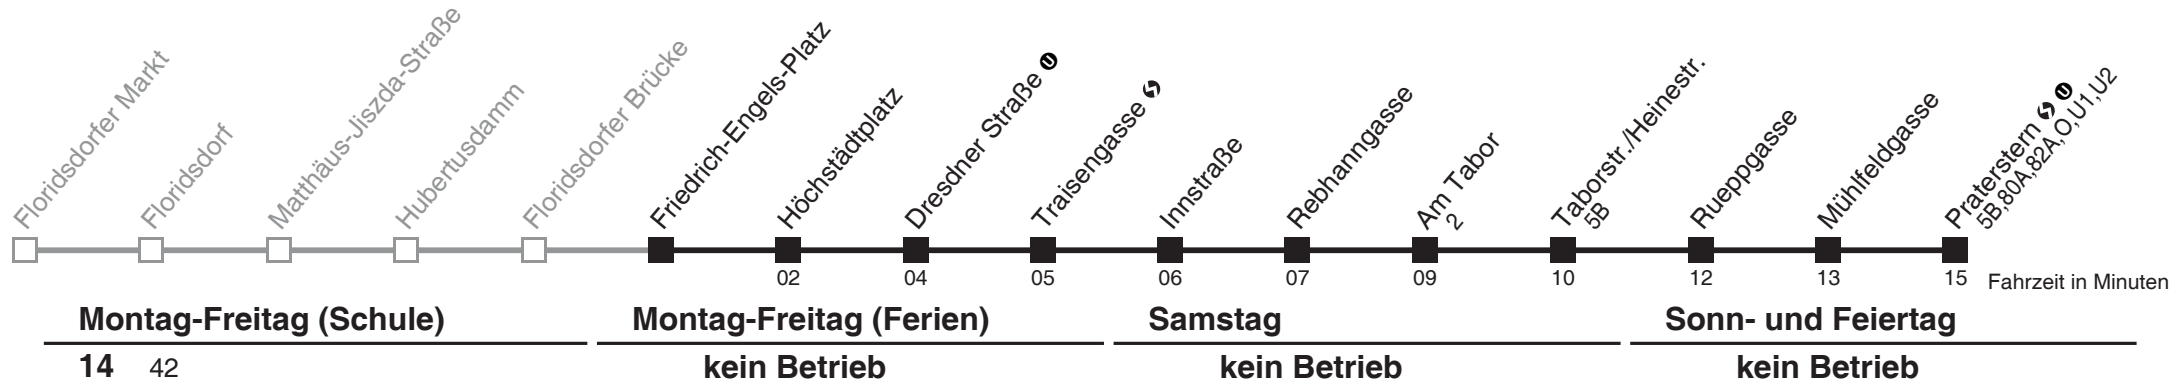 Floridsdorfer Markt
Floridsdorf
Matthäus-Jiszda-Straße
Hubertusdamm
Floridsdorfer Brücke
Friedrich-Engels-Platz
Höchstädtplatz
Dresdner Straße U
Traisengasse S
Innstraße
Rebhanngasse
Am Tabor
2
Taborstr./Heinestr.
5B
Rueppgasse
Mühlfeldgasse
Praterstern S U
5B,80A,82A,O,U1,U2
02 04 05 06 07 09 10 12 13 15 Fahrzeit in Minuten
Montag-Freitag (Schule) Montag-Freitag (Ferien) Samstag Sonn- und Feiertag
14 42 kein Betrieb kein Betrieb kein Betrieb